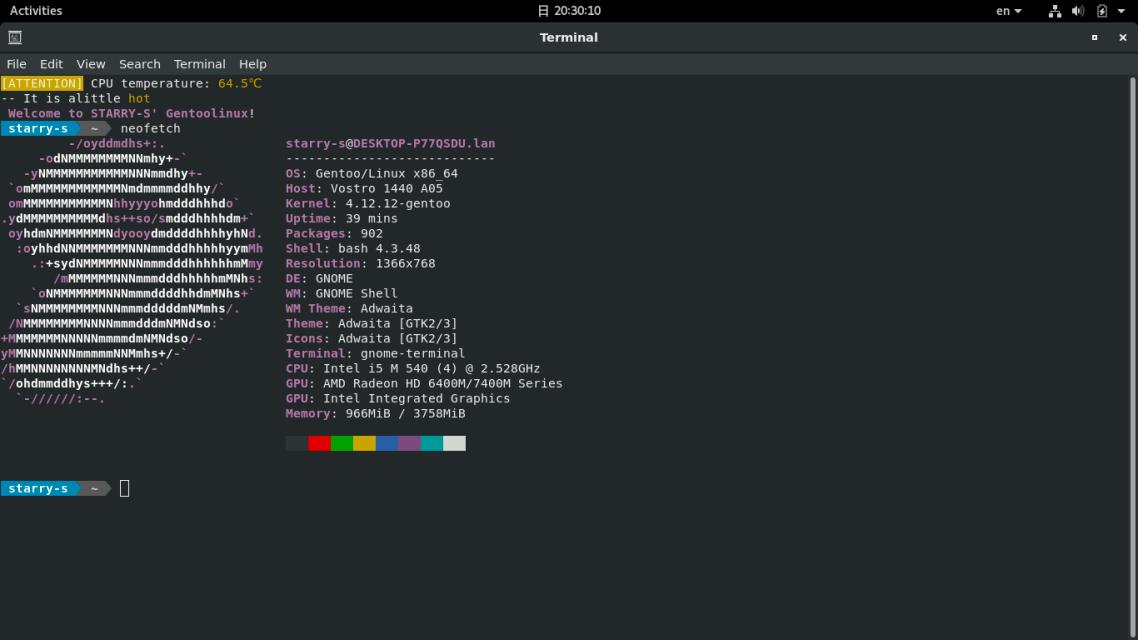 Activities
日 20:30:10
en
Terminal
File Edit View Search Terminal Help
[ATTENTION] CPU temperature: 64.5℃
-- It is alittle hot
Welcome to STARRY-S' Gentoolinux!
starry-s ~ neofetch
-/oyddmdhs+:.
-odNMMMMMMMMNNmhy+-`
-yNMMMMMMMMMMMNNNmmdhy+-
`omMMMMMMMMMMMMNmdmmmmddhhy/`
omMMMMMMMMMMMNhhyyyohmdddhhhdo`
.ydMMMMMMMMMMdhs++so/smdddhhhhdm+`
oyhdmNMMMMMMMNdyooydmddddhhhhyhNd.
:oyhhdNNMMMMMMMNNNmmdddhhhhhyymMh
.:+sydNMMMMMNNNmmmdddhhhhhhmMmy
/mMMMMMMNNNmmmdddhhhhhmMNhs:
`oNMMMMMMMNNNmmmddddhhdmMNhs+`
`sNMMMMMMMMNNNmmmdddddmNMmhs/.
/NMMMMMMMMNNNNmmmdddmNMNdso:`
+MMMMMMMNNNNNmmmmdmNMNdso/-
yMMNNNNNNNmmmmmNNMmhs+/-`
/hMMNNNNNNNNMNdhs++/-`
`/ohdmmddhys+++/:.`
`-//////:--.
starry-s@DESKTOP-P77QSDU.lan
----------------------------
OS: Gentoo/Linux x86_64
Host: Vostro 1440 A05
Kernel: 4.12.12-gentoo
Uptime: 39 mins
Packages: 902
Shell: bash 4.3.48
Resolution: 1366x768
DE: GNOME
WM: GNOME Shell
WM Theme: Adwaita
Theme: Adwaita [GTK2/3]
Icons: Adwaita [GTK2/3]
Terminal: gnome-terminal
CPU: Intel i5 M 540 (4) @ 2.528GHz
GPU: AMD Radeon HD 6400M/7400M Series
GPU: Intel Integrated Graphics
Memory: 966MiB / 3758MiB
starry-s ~